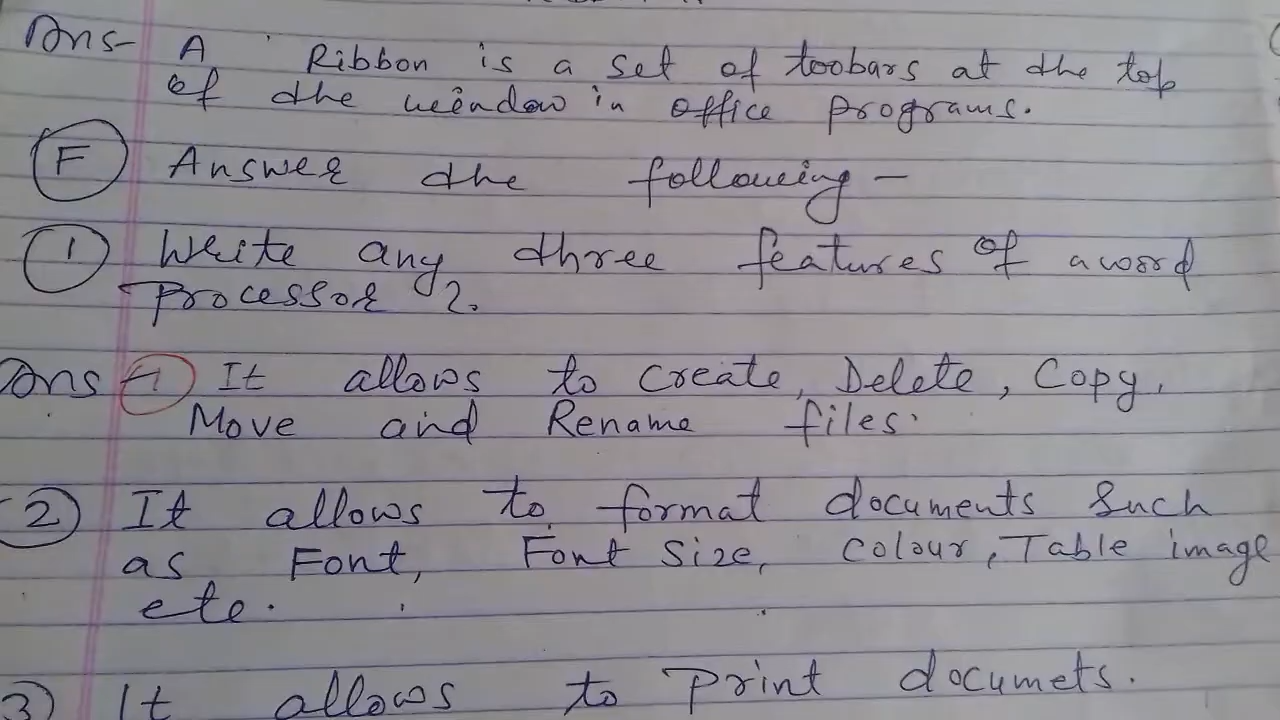 Ans- A Ribbon is a set of toobars at the top
of the window in office programs.
F Answer the following -
1 Write any three features of a word
Processor ?.
Ans 1 It allows to Create, Delete, Copy,
Move and Rename files.
2) It allows to format documents Such
as Font, Font Size, Colour, Table image
etc.
3) It allows to Print documets.